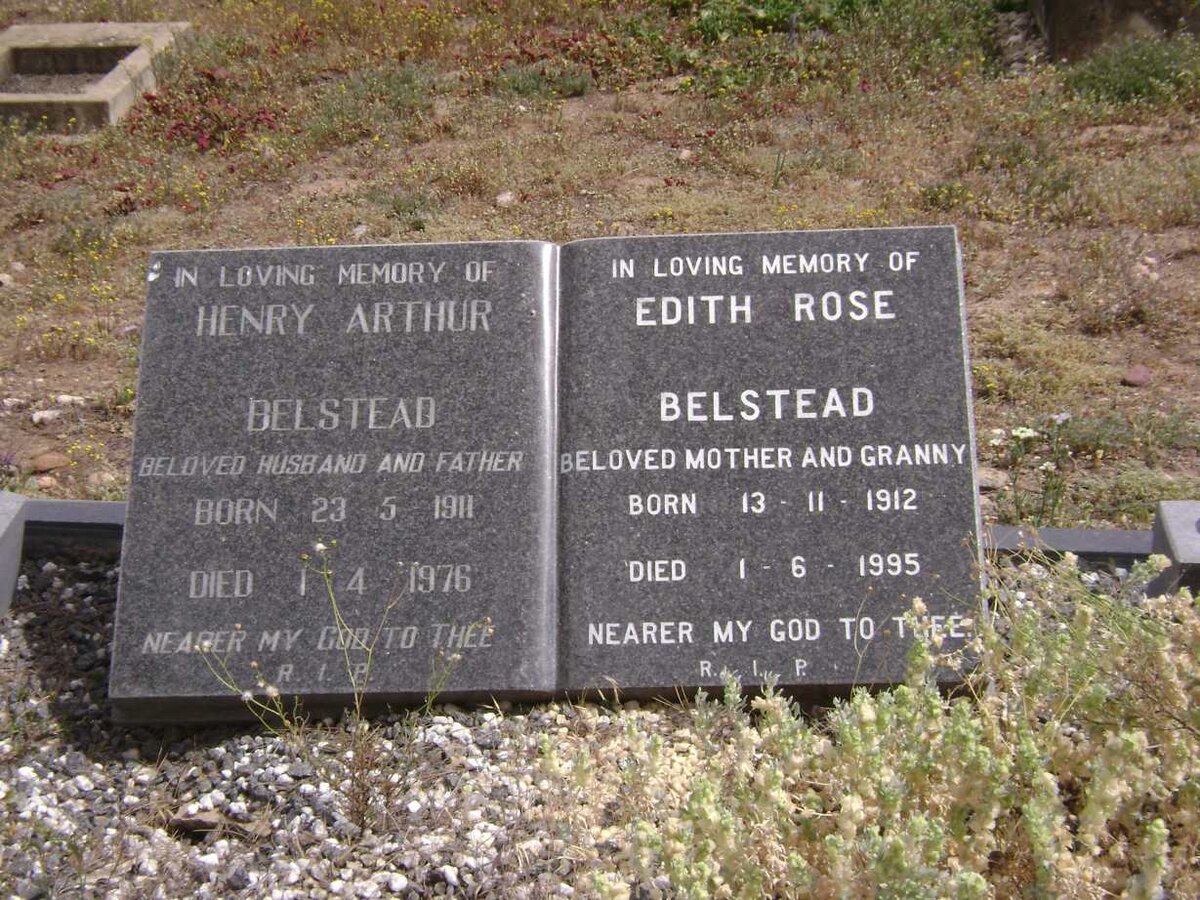 IN LOVING MEMORY OF
HENRY ARTHUR
BELSTEAD
BELOVED HUSBAND AND FATHER
BORN 23 5 1911
DIED 1 4 1976
NEARER MY GOD TO THEE
R. I. P.
IN LOVING MEMORY OF
EDITH ROSE
BELSTEAD
BELOVED MOTHER AND GRANNY
BORN 13 - 11 - 1912
DIED 1 - 6 - 1995
NEARER MY GOD TO THEE
R. I. P.